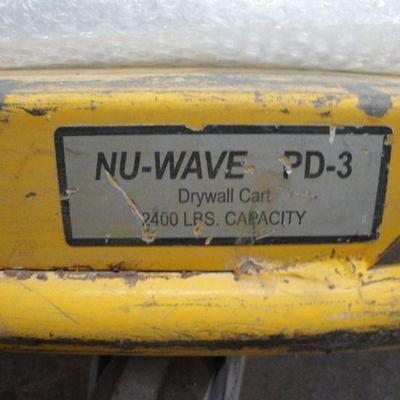 NU-WAVE PD-3
Drywall Cart
2400 LBS. CAPACITY